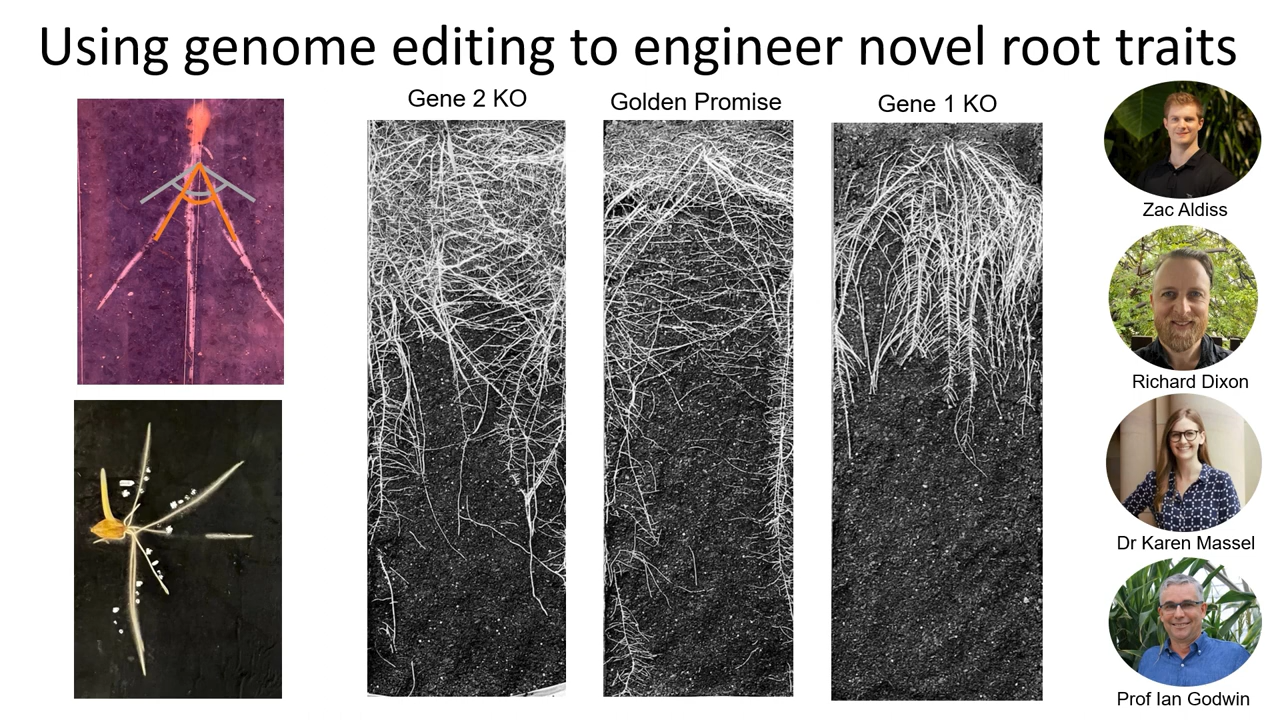 Using genome editing to engineer novel root traits
Gene 2 KO
Golden Promise
Gene 1 KO
Zac Aldiss
Richard Dixon
Dr Karen Massel
Prof Ian Godwin